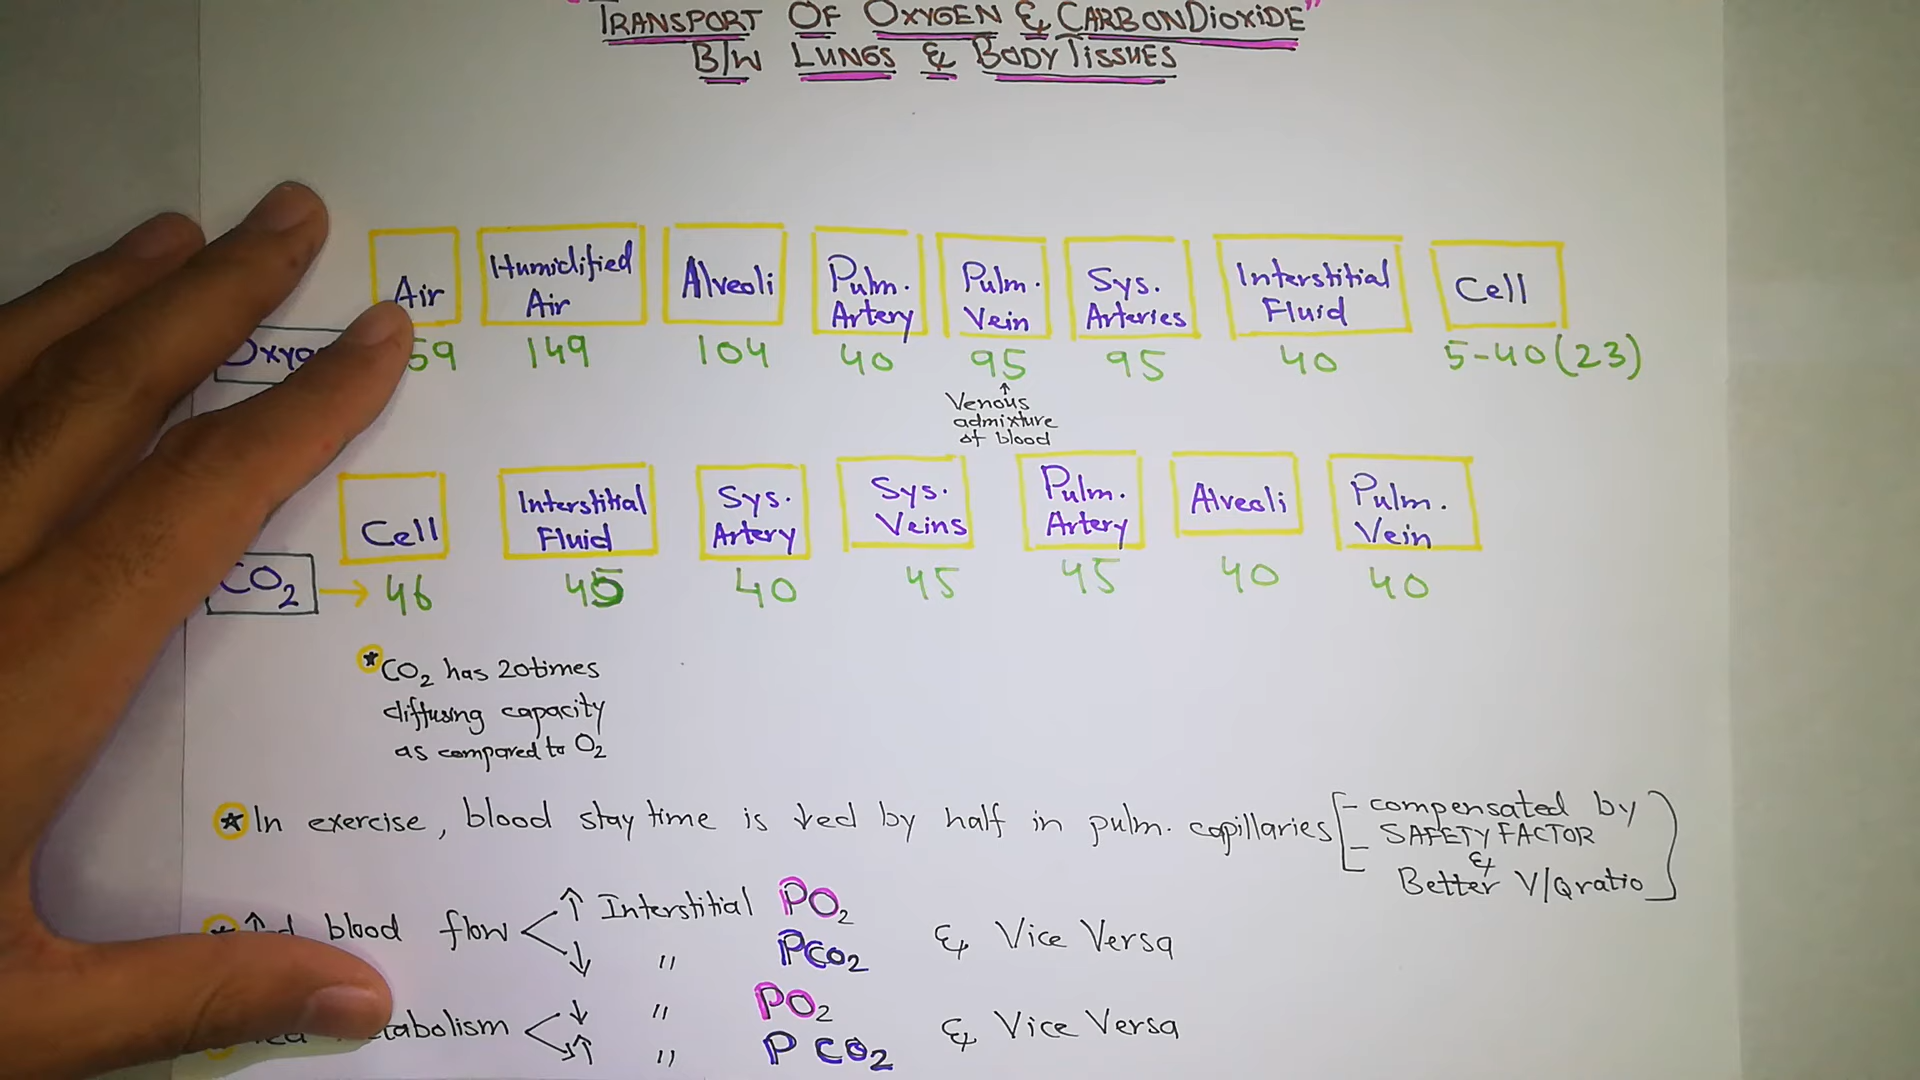 "TRANSPORT OF OXYGEN & CARBONDIOXIDE"
B/W LUNGS & BODY TISSUES
Air
Humidified
Air
Alveoli
Pulm.
Artery
Pulm.
Vein
Sys.
Arteries
Interstitial
Fluid
Cell
59 149 104 40 95 95 40 5-40(23)
↑
Venous
admixture
of blood
Cell
Interstitial
Fluid
Sys.
Artery
Sys.
Veins
Pulm.
Artery
Alveoli
Pulm.
Vein
CO2 → 46 45 40 45 45 40 40
*CO2 has 20times
diffusing capacity
as compared to O2
* In exercise, blood stay time is ↓ed by half in pulm. capillaries
- compensated by
SAFETY FACTOR
&
- Better V/Q ratio
blood flow ↑ Interstitial PO2
↓ " PCO2 & Vice Versa
↓ " PO2
↑ " PCO2 & Vice Versa